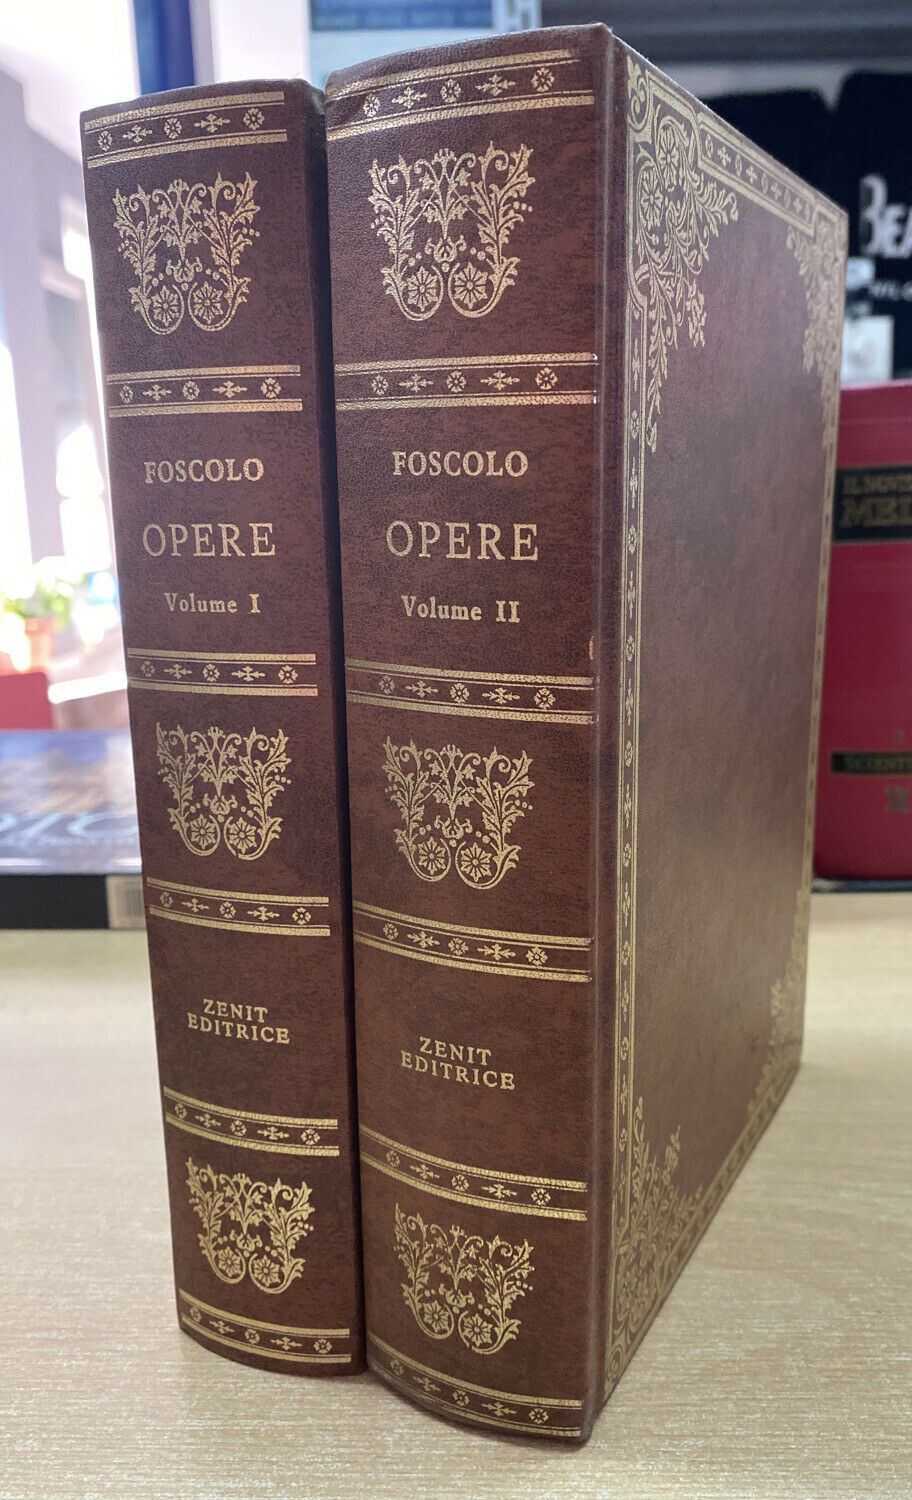 FOSCOLO
OPERE
Volume I
ZENIT
EDITRICE
FOSCOLO
OPERE
Volume II
ZENIT
EDITRICE